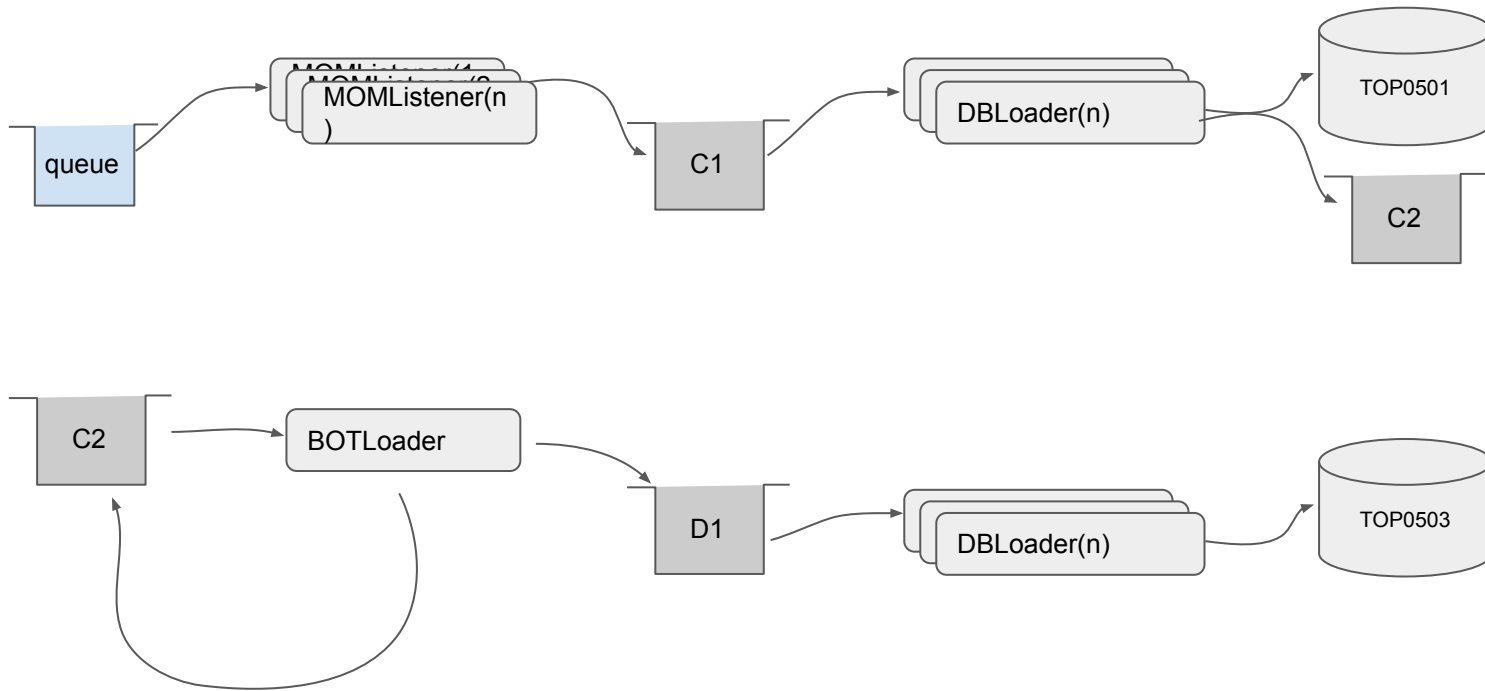 queue
MOMListener(n
)
C1
DBLoader(n)
TOP0501
C2
C2
BOTLoader
D1
DBLoader(n)
TOP0503